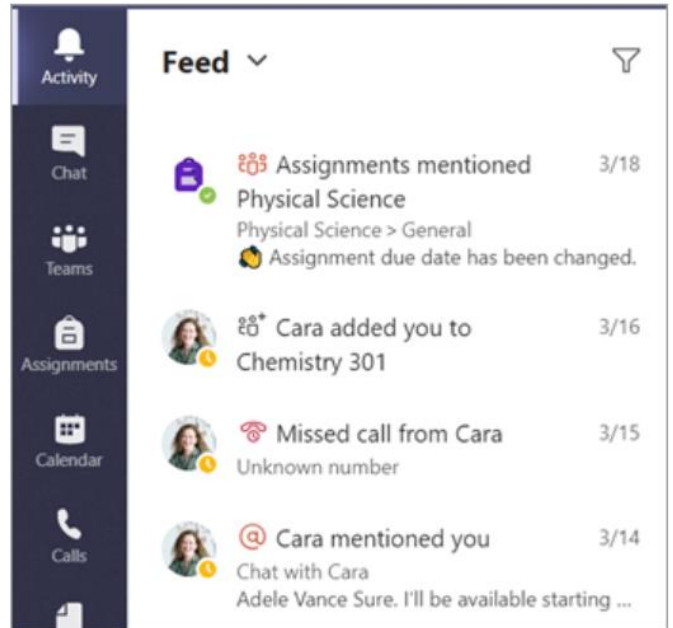 Activity
Chat
Teams
Assignments
Calendar
Calls
Feed
Assignments mentioned 3/18
Physical Science
Physical Science > General
Assignment due date has been changed.
Cara added you to 3/16
Chemistry 301
Missed call from Cara 3/15
Unknown number
@ Cara mentioned you 3/14
Chat with Cara
Adele Vance Sure. I'll be available starting ...